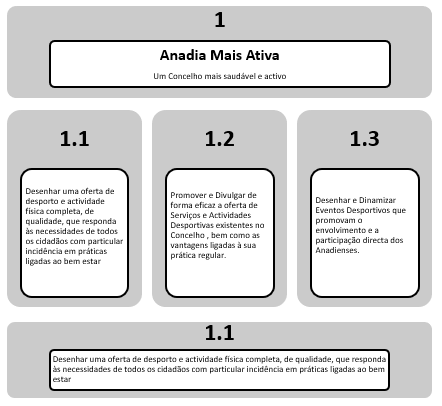 1
Anadia Mais Ativa
Um Concelho mais saudável e activo
1.1
Desenhar uma oferta de
desporto e actividade
física completa, de
qualidade, que responda
às necessidades de todos
os cidadãos com particular
incidência em práticas
ligadas ao bem estar
1.2
Promover e Divulgar de
forma eficaz a oferta de
Serviços e Actividades
Desportivas existentes no
Concelho , bem como as
vantagens ligadas à sua
prática regular.
1.3
Desenhar e Dinamizar
Eventos Desportivos que
promovam o
envolvimento e a
participação directa dos
Anadienses.
1.1
Desenhar uma oferta de desporto e actividade física completa, de qualidade, que responda
às necessidades de todos os cidadãos com particular incidência em práticas ligadas ao bem
estar